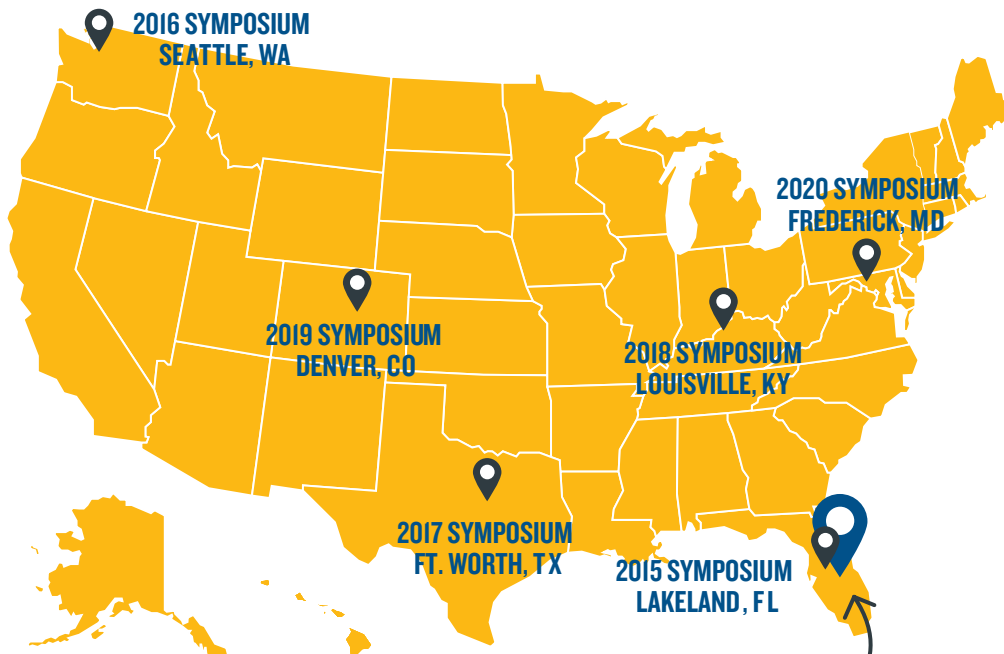 2016 SYMPOSIUM
SEATTLE, WA
2020 SYMPOSIUM
FREDERICK, MD
2019 SYMPOSIUM
DENVER, CO
2018 SYMPOSIUM
LOUISVILLE, KY
2017 SYMPOSIUM
FT. WORTH, TX
2015 SYMPOSIUM
LAKELAND, FL